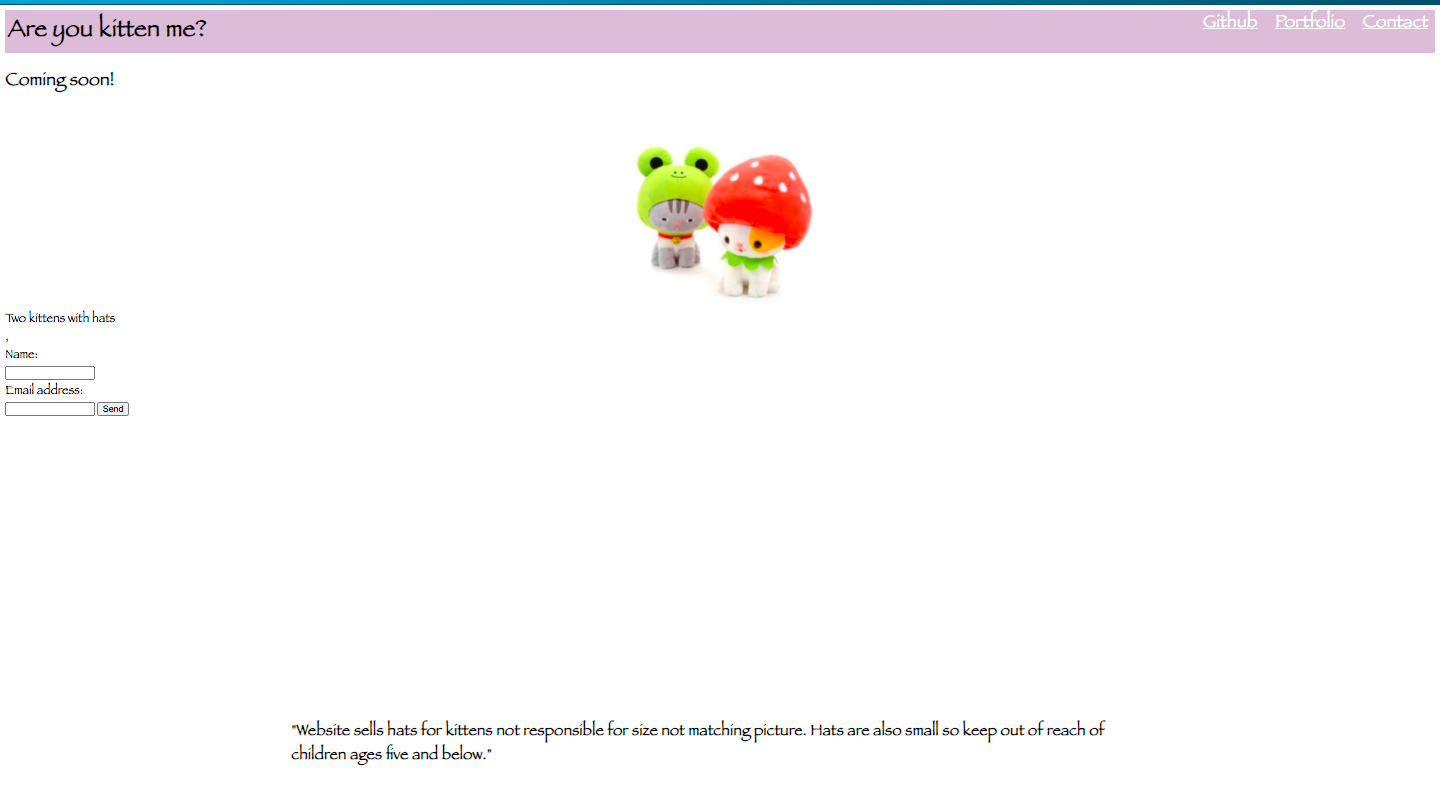 Are you kitten me?
Github Portfolio Contact
Coming soon!
Two kittens with hats
,
Name:
Email address:
Send
"Website sells hats for kittens not responsible for size not matching picture. Hats are also small so keep out of reach of
children ages five and below."